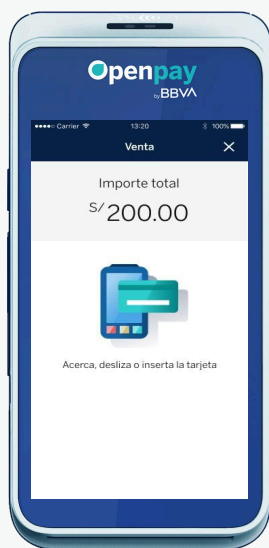 Openpay
by BBVA
Carrier 13:20 100%
Venta
Importe total
S/ 200.00
Acerca, desliza o inserta la tarjeta